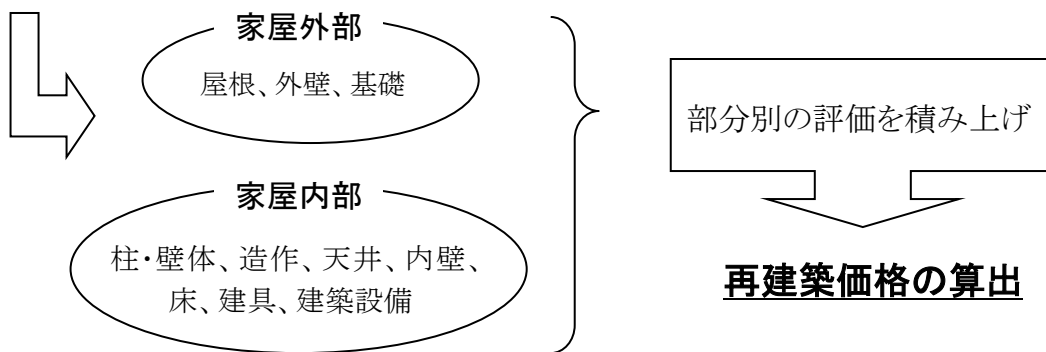 家屋外部
屋根、外壁、基礎
家屋内部
柱・壁体、造作、天井、内壁、
床、建具、建築設備
部分別の評価を積み上げ
再建築価格の算出